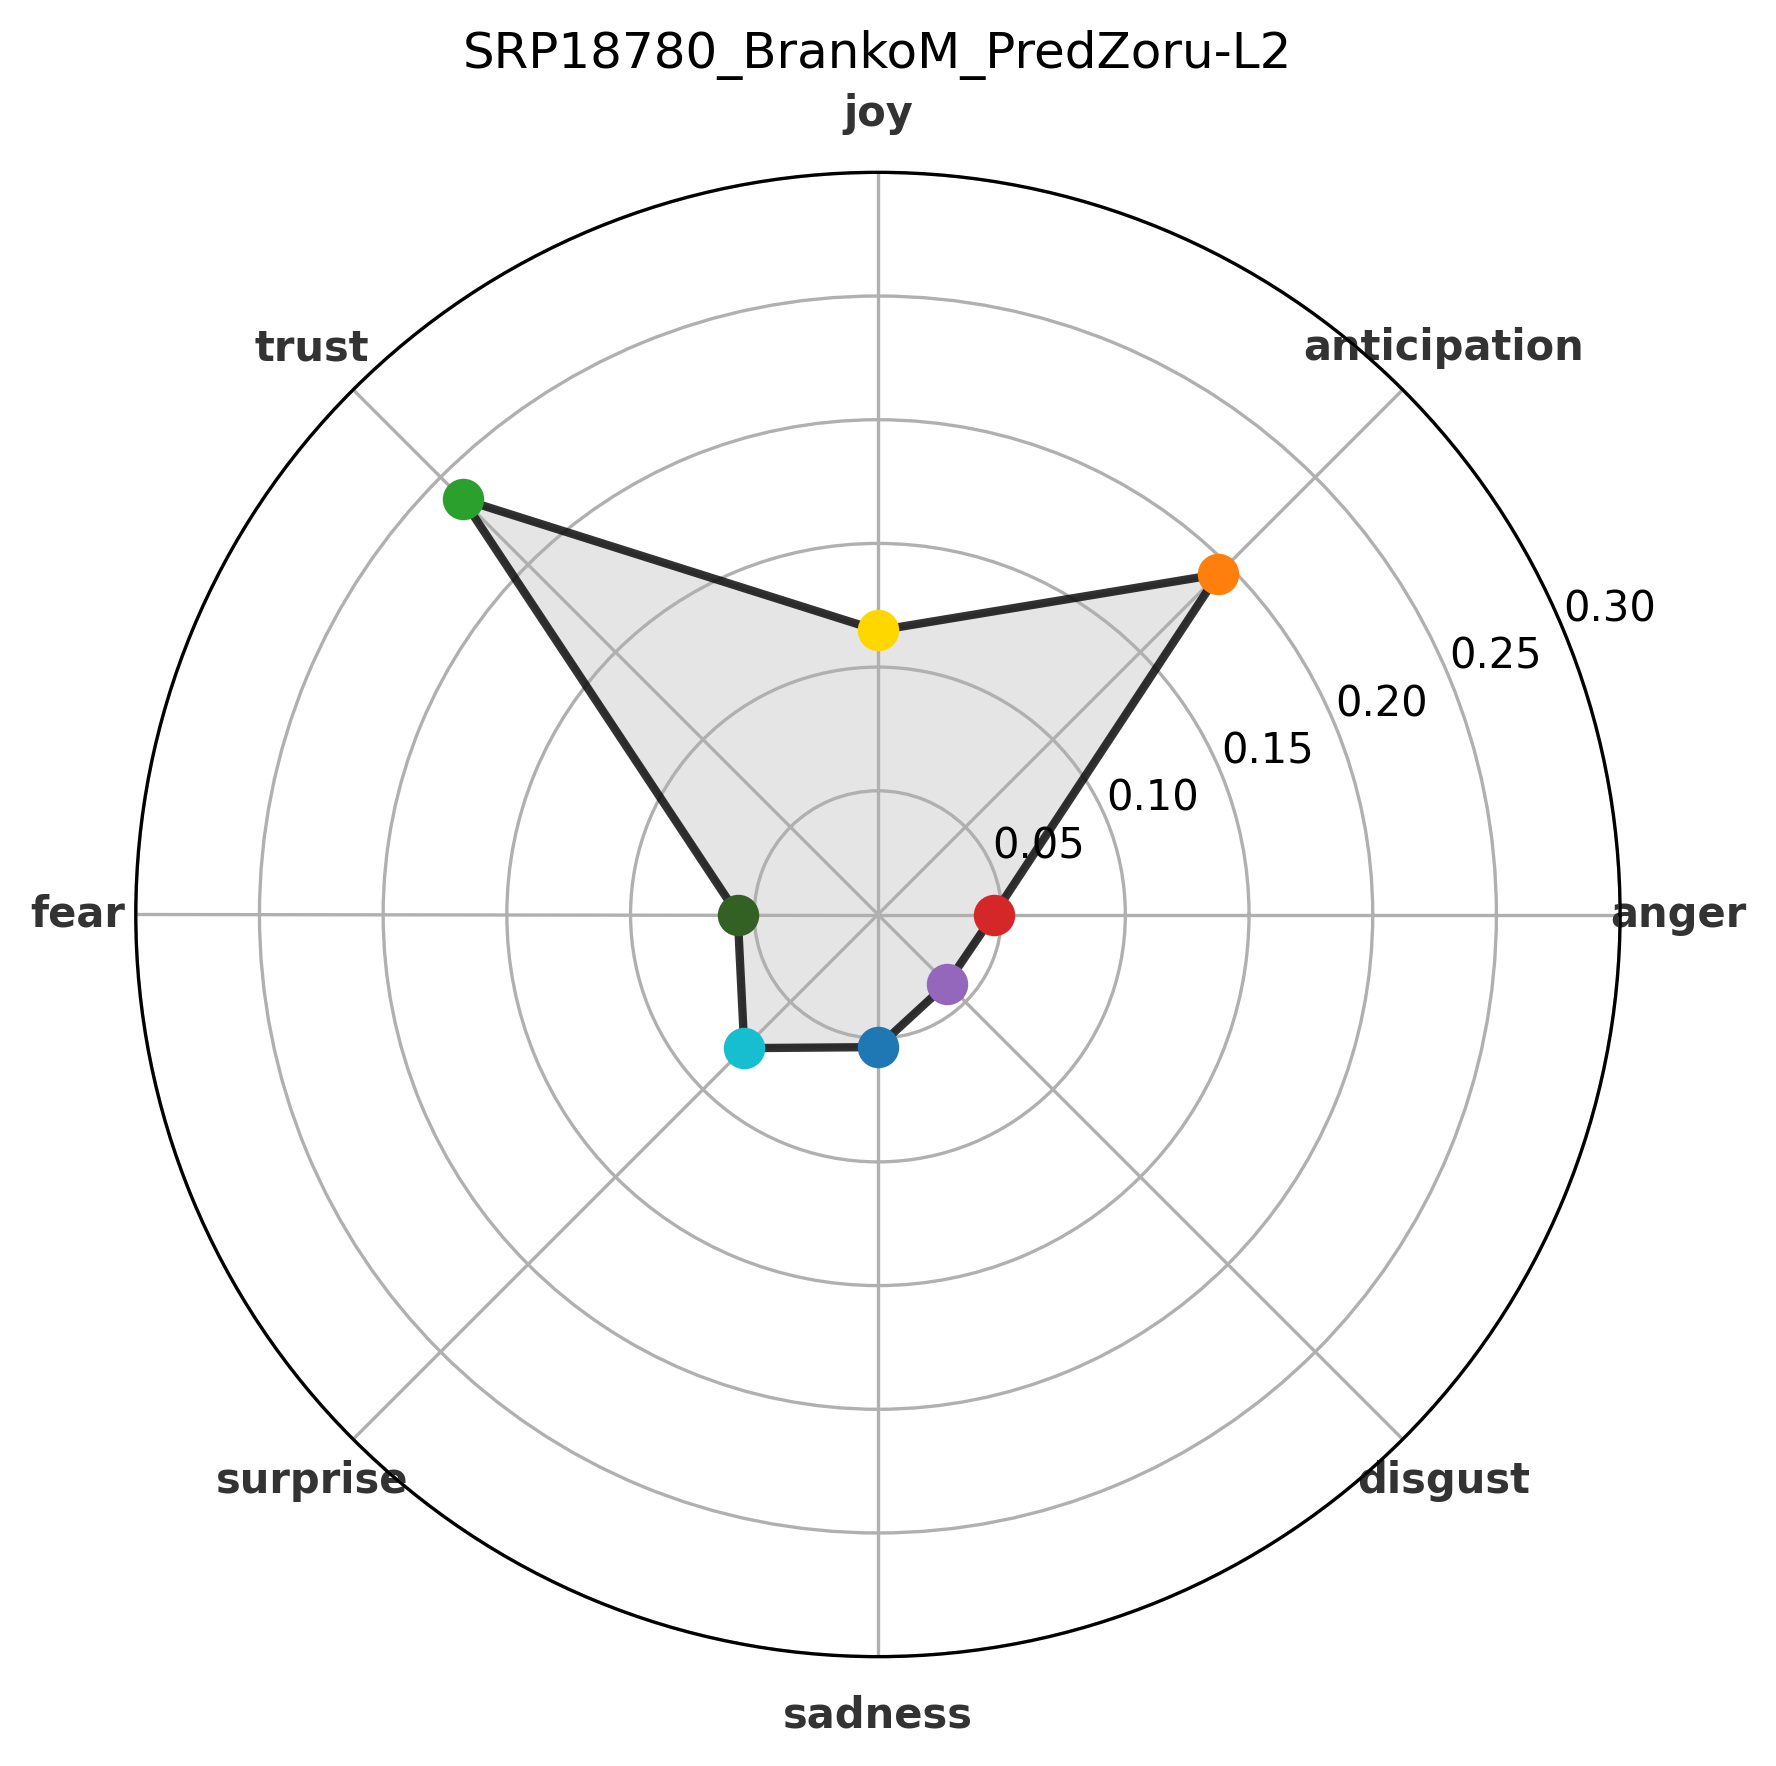 SRP18780_BrankoM_PredZoru-L2
joy
trust
anticipation
0.30
0.25
0.20
0.15
0.10
0.05
fear
anger
surprise
disgust
sadness